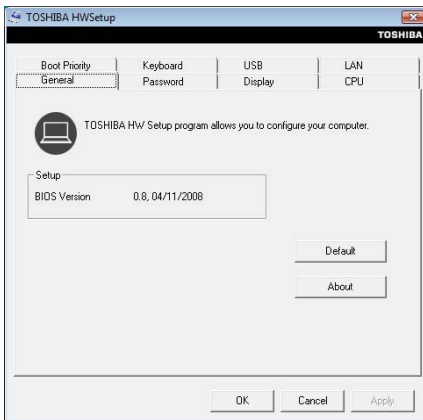 TOSHIBA HWSetup
TOSHIBA
Boot Priority Keyboard USB LAN
General Password Display CPU
TOSHIBA HW Setup program allows you to configure your computer.
Setup
BIOS Version 0.8, 04/11/2008
Default
About
OK Cancel Apply